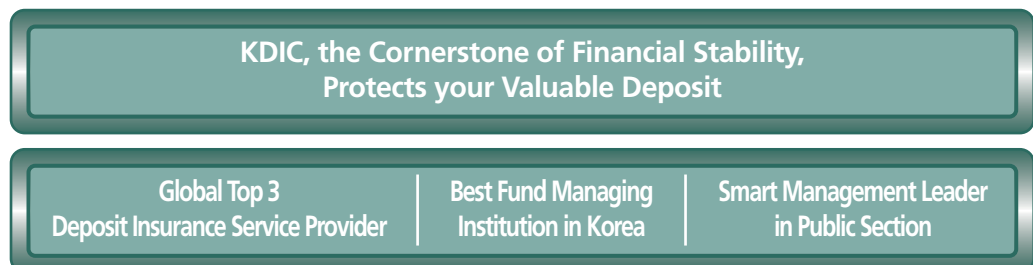 KDIC, the Cornerstone of Financial Stability,
Protects your Valuable Deposit
Global Top 3
Deposit Insurance Service Provider
Best Fund Managing
Institution in Korea
Smart Management Leader
in Public Section